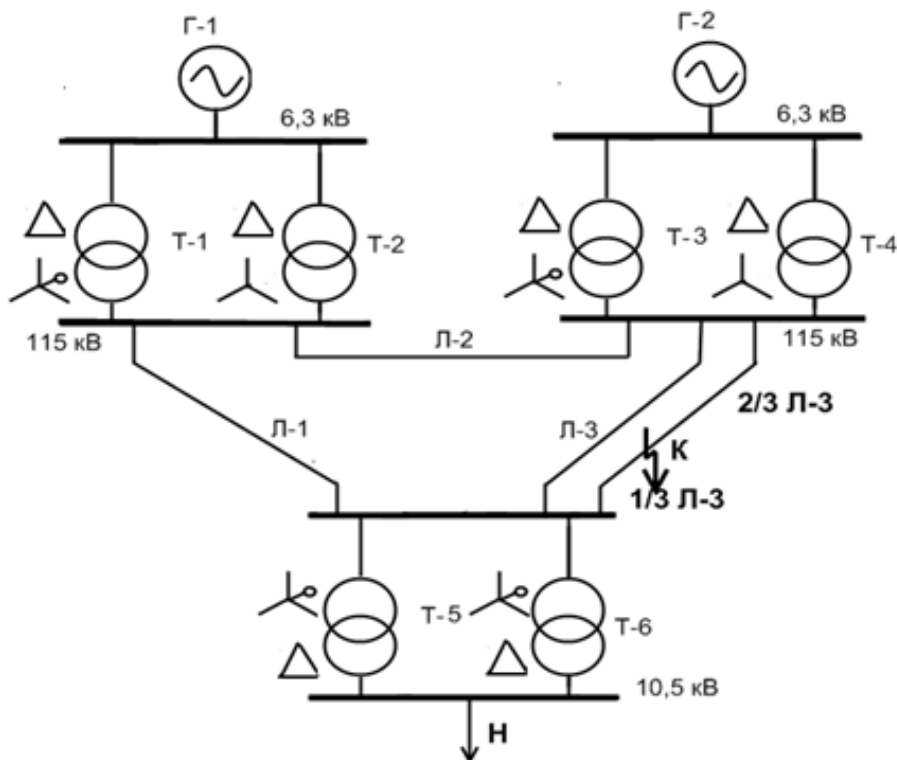 Г-1
Г-2
6,3 кВ
6,3 кВ
Т-1
Т-2
Т-3
Т-4
115 кВ
Л-2
115 кВ
2/3 Л-3
Л-1
Л-3
К
1/3 Л-3
Т-5
Т-6
10,5 кВ
Н